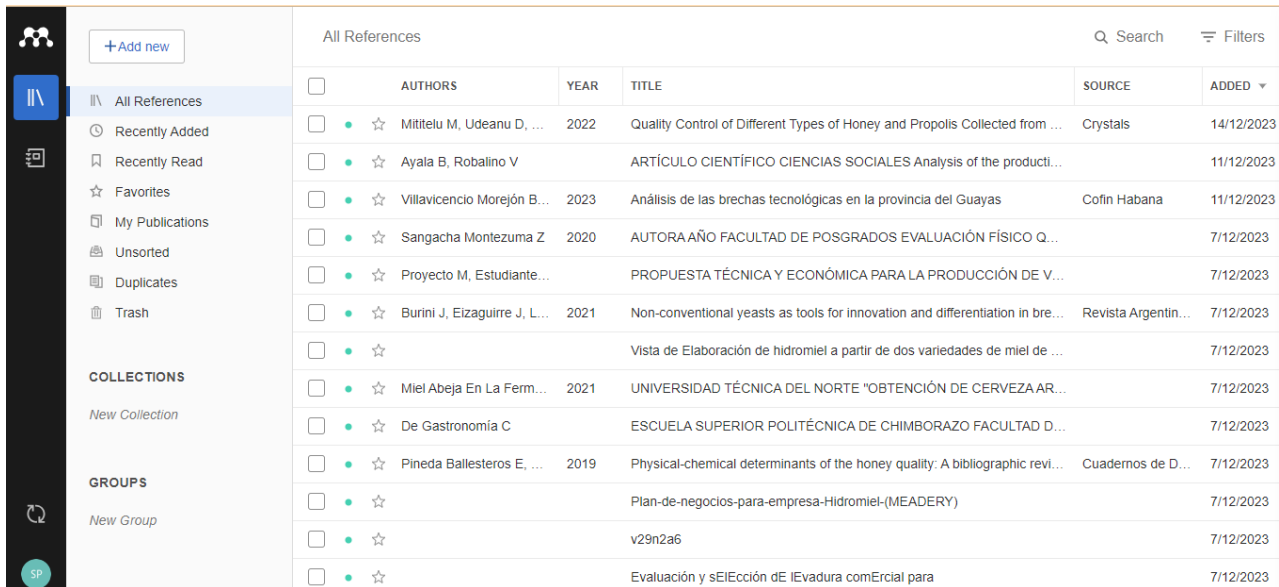 +Add new
All References
Recently Added
Recently Read
Favorites
My Publications
Unsorted
Duplicates
Trash
COLLECTIONS
New Collection
GROUPS
New Group
SP
All References Search Filters
AUTHORS YEAR TITLE SOURCE ADDED
Mititelu M, Udeanu D, ... 2022 Quality Control of Different Types of Honey and Propolis Collected from ... Crystals 14/12/2023
Ayala B, Robalino V ARTÍCULO CIENTÍFICO CIENCIAS SOCIALES Analysis of the producti... 11/12/2023
Villavicencio Morejón B... 2023 Análisis de las brechas tecnológicas en la provincia del Guayas Cofin Habana 11/12/2023
Sangacha Montezuma Z 2020 AUTORA AÑO FACULTAD DE POSGRADOS EVALUACIÓN FÍSICO Q... 7/12/2023
Proyecto M, Estudiante... PROPUESTA TÉCNICA Y ECONÓMICA PARA LA PRODUCCIÓN DE V... 7/12/2023
Burini J, Eizaguirre J, L... 2021 Non-conventional yeasts as tools for innovation and differentiation in bre... Revista Argentin... 7/12/2023
Vista de Elaboración de hidromiel a partir de dos variedades de miel de ... 7/12/2023
Miel Abeja En La Ferm... 2021 UNIVERSIDAD TÉCNICA DEL NORTE "OBTENCIÓN DE CERVEZA AR... 7/12/2023
De Gastronomía C ESCUELA SUPERIOR POLITÉCNICA DE CHIMBORAZO FACULTAD D... 7/12/2023
Pineda Ballesteros E, ... 2019 Physical-chemical determinants of the honey quality: A bibliographic revi... Cuadernos de D... 7/12/2023
Plan-de-negocios-para-empresa-Hidromiel-(MEADERY) 7/12/2023
v29n2a6 7/12/2023
Evaluación y sElEcción dE lEvadura comErcial para 7/12/2023